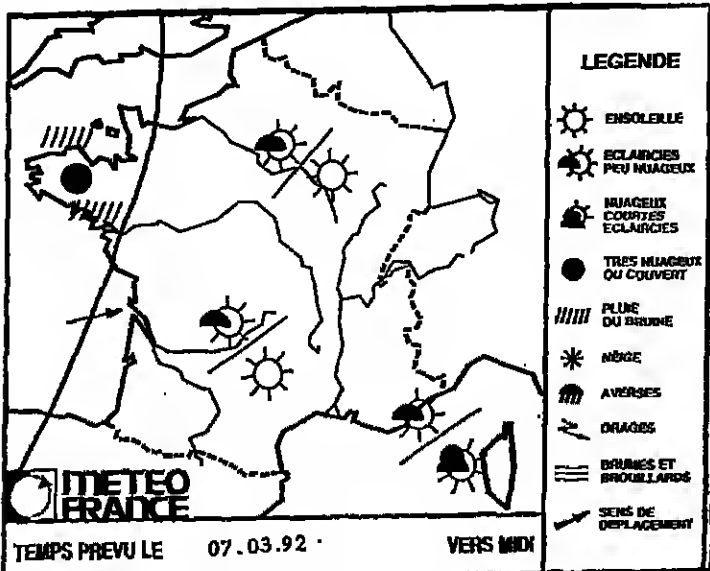 LEGENDE
ENSOLEILLE
ECLAIRCIES
PEU NUAGEUX
NUAGEUX
COURTES
ECLAIRCIES
TRES NUAGEUX
OU COUVERT
PLUIE
OU BRUINE
NEIGE
AVERSES
ORAGES
BRUMES ET
BROUILLARDS
SENS DE
DEPLACEMENT
METEO
FRANCE
TEMPS PREVU LE 07.03.92 VERS MIDI